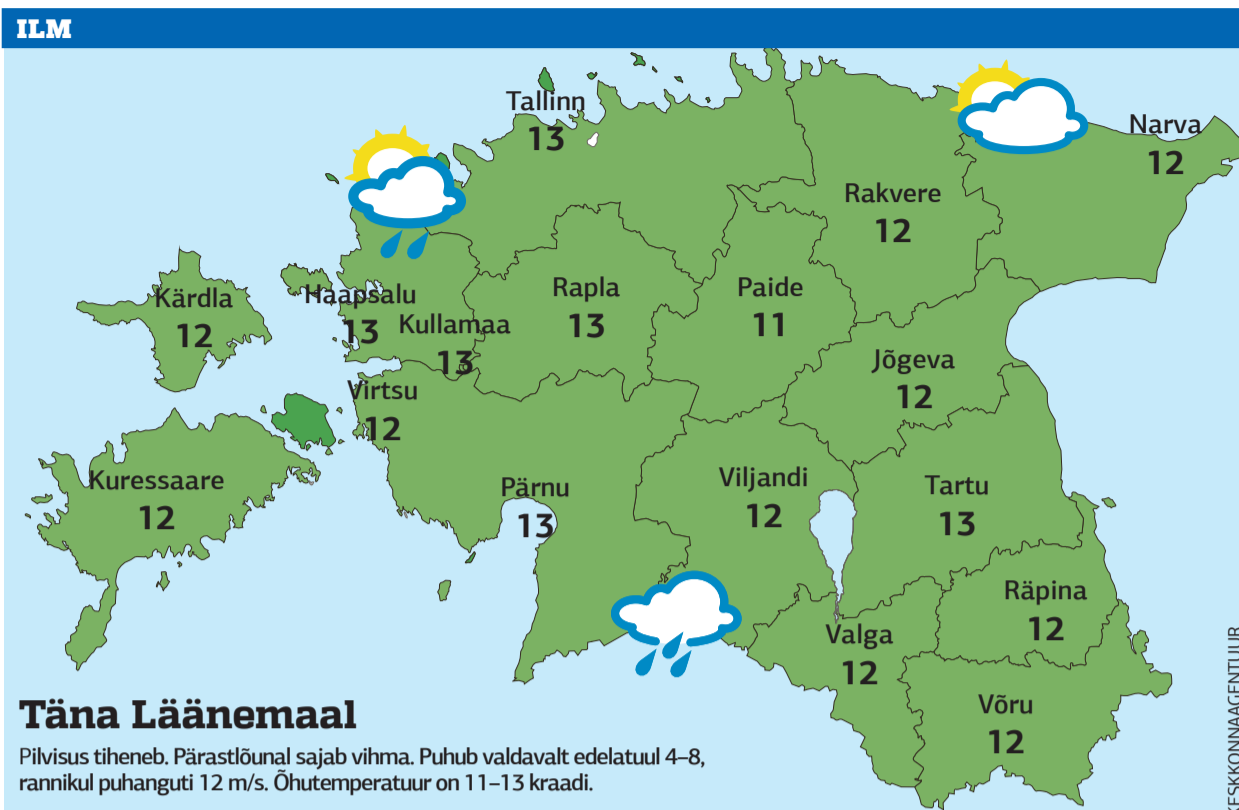 ILM
Tallinn
13
Narva
12
Rakvere
12
Kärdla
12
Haapsalu
13
Kullamaa
13
Rapla
13
Paide
11
Jõgeva
12
Virtsu
12
Kuressaare
12
Pärnu
13
Viljandi
12
Tartu
13
Räpina
12
Valga
12
Võru
12
Täna Läänemaal
Pilvisus tiheneb. Pärastlõunal sajab vihma. Puhub valdavalt edelatuul 4–8,
rannikul puhanguti 12 m/s. Õhutemperatuur on 11–13 kraadi.
KESKKONNAAGENTUUR